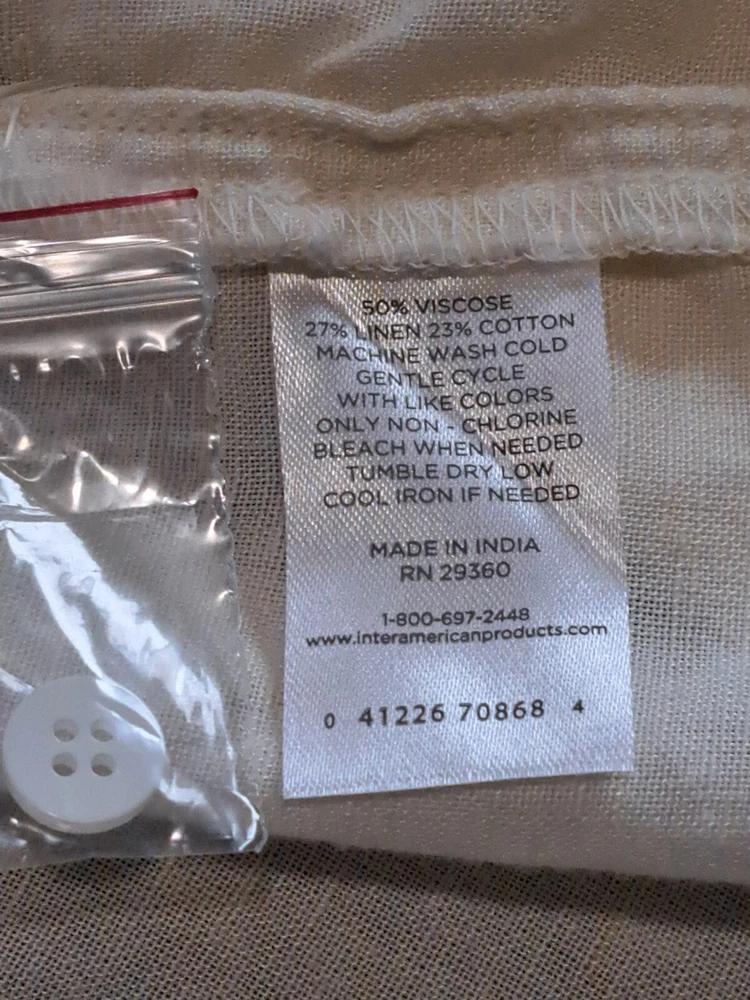 50% VISCOSE
27% LINEN 23% COTTON
MACHINE WASH COLD
GENTLE CYCLE
WITH LIKE COLORS
ONLY NON - CHLORINE
BLEACH WHEN NEEDED
TUMBLE DRY LOW
COOL IRON IF NEEDED
MADE IN INDIA
RN 29360
1-800-697-2448
www.interamericanproducts.com
0 41226 70868 4